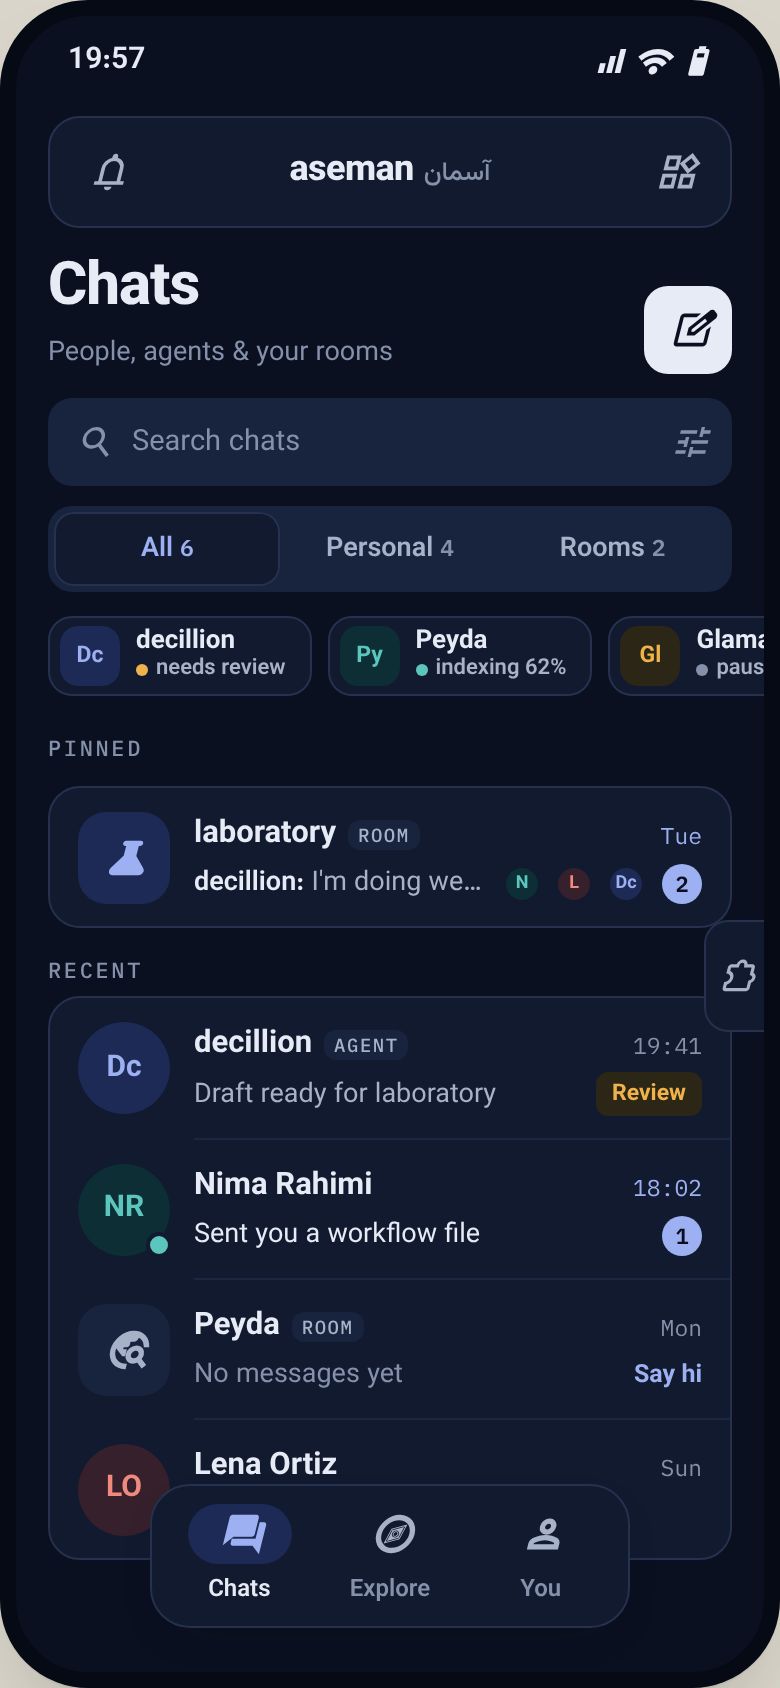 19:57
aseman آسمان
Chats
People, agents & your rooms
Search chats
All 6 Personal 4 Rooms 2
Dc decillion Py Peyda Gl
needs review indexing 62%
PINNED
laboratory ROOM Tue
decillion: I'm doing we... N L Dc 2
RECENT
Dc decillion AGENT 19:41
Draft ready for laboratory Review
NR Nima Rahimi 18:02
Sent you a workflow file 1
Peyda ROOM Mon
No messages yet Say hi
LO Lena Ortiz Sun
Chats Explore You